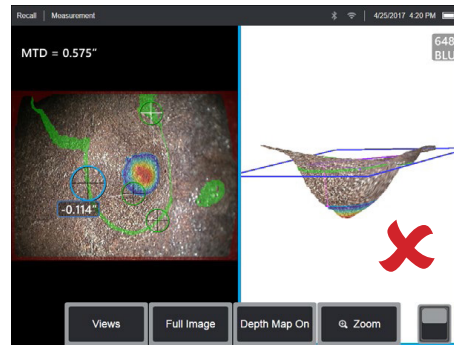 Recall Measurement 4/25/2017 4:20 PM
MTD = 0.575"
648
BLU
-0.114"
Views Full Image Depth Map On Zoom